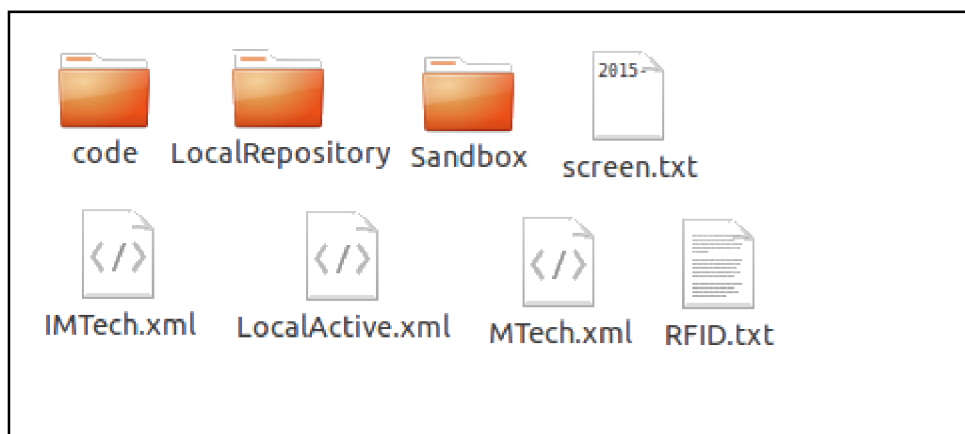 2015-
code LocalRepository Sandbox screen.txt
</>
</>
</>
IMTech.xml LocalActive.xml MTech.xml RFID.txt